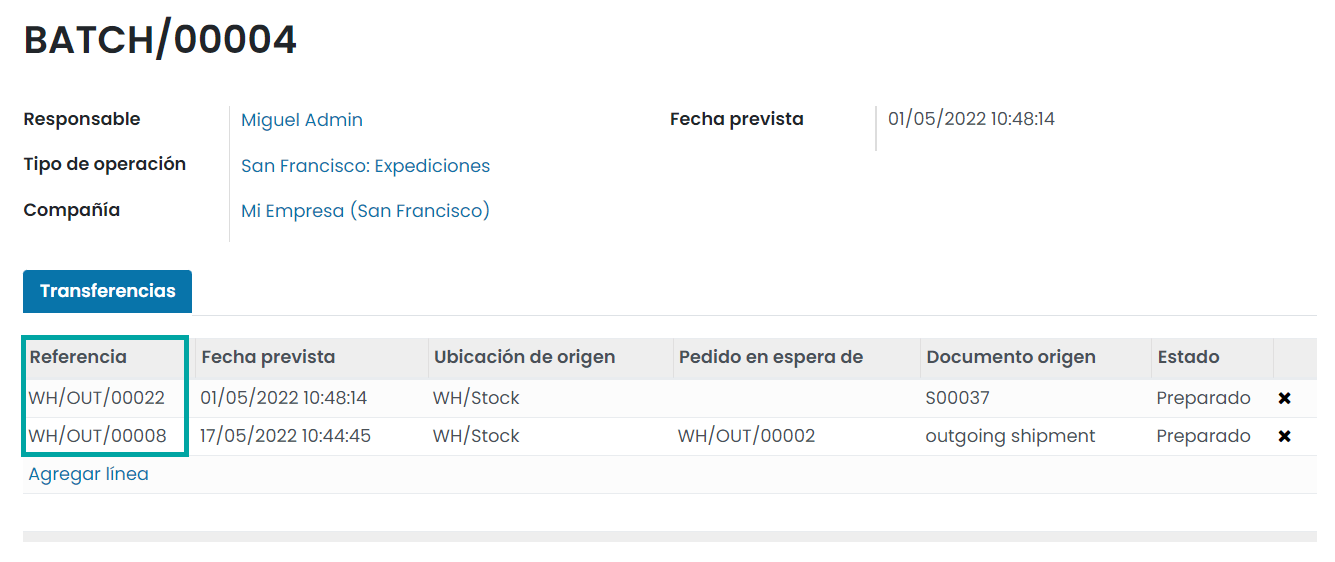 BATCH/00004
Responsable Miguel Admin Fecha prevista 01/05/2022 10:48:14
Tipo de operación San Francisco: Expediciones
Compañía Mi Empresa (San Francisco)
Transferencias
Referencia Fecha prevista Ubicación de origen Pedido en espera de Documento origen Estado
WH/OUT/00022 01/05/2022 10:48:14 WH/Stock S00037 Preparado ✖
WH/OUT/00008 17/05/2022 10:44:45 WH/Stock WH/OUT/00002 outgoing shipment Preparado ✖
Agregar línea